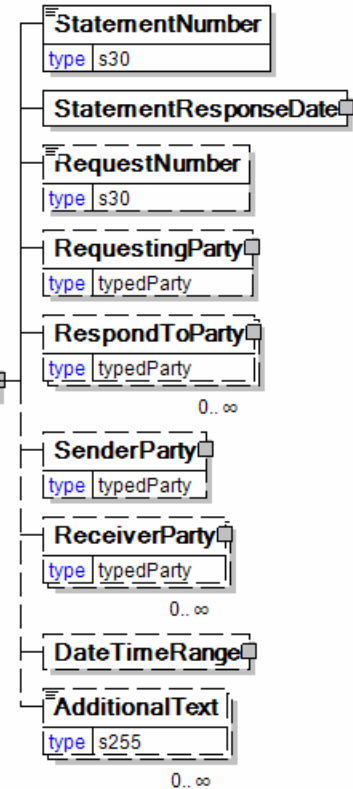 StatementNumber
type s30
StatementResponseDate
RequestNumber
type s30
RequestingParty
type typedParty
RespondToParty
type typedParty
0.. ∞
SenderParty
type typedParty
ReceiverParty
type typedParty
0.. ∞
DateTimeRange
AdditionalText
type s255
0.. ∞